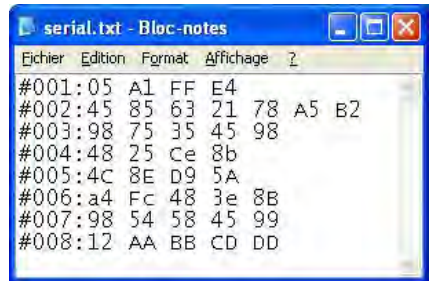 serial.txt - Bloc-notes
Fichier Edition Format Affichage ?
#001:05 A1 FF E4
#002:45 85 63 21 78 A5 B2
#003:98 75 35 45 98
#004:48 25 Ce 8b
#005:4C 8E D9 5A
#006:a4 Fc 48 3e 8B
#007:98 54 58 45 99
#008:12 AA BB CD DD